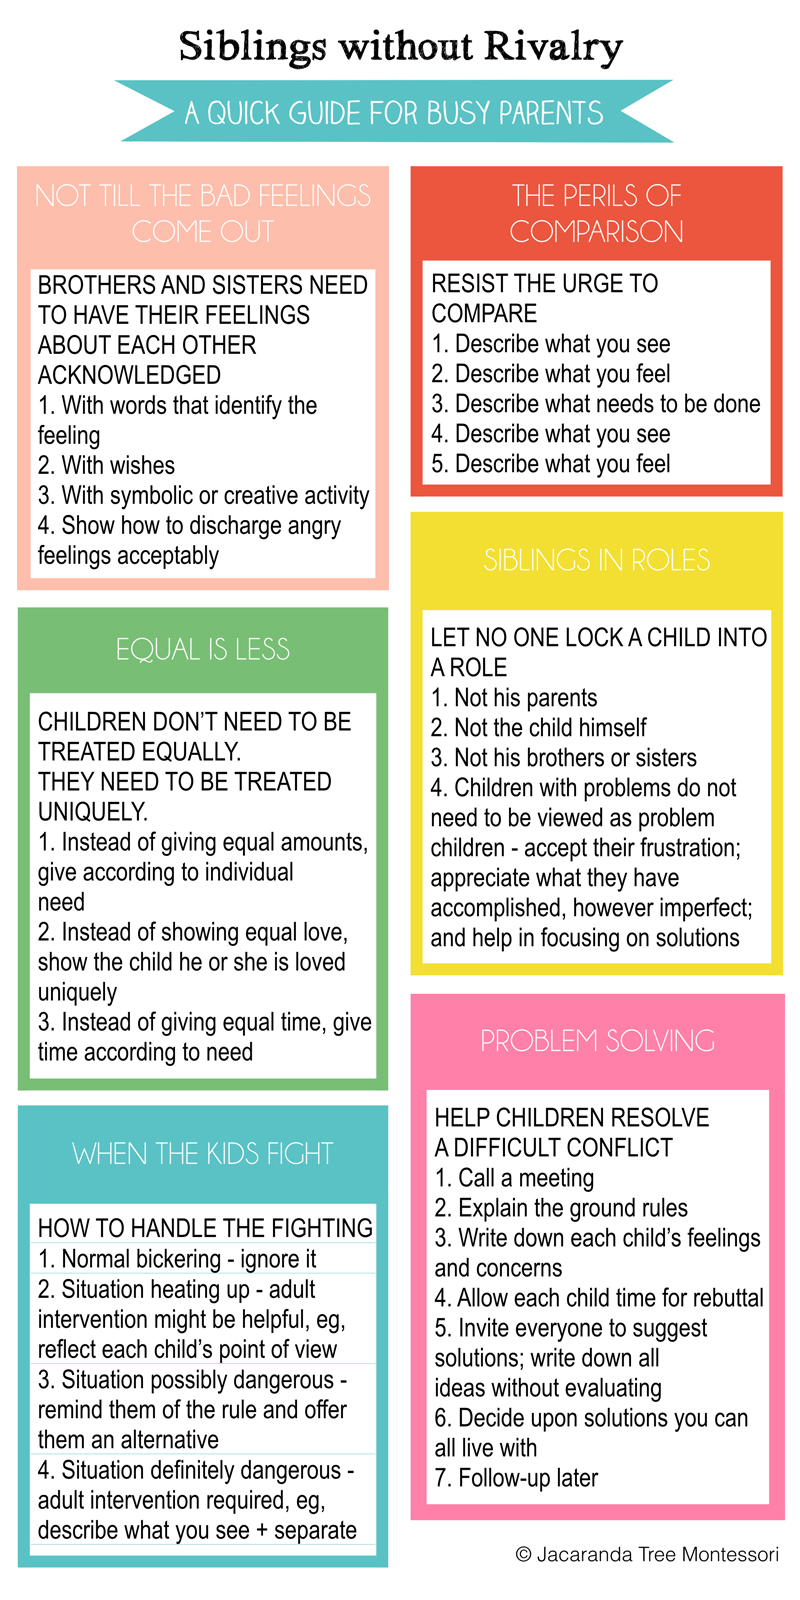 Siblings without Rivalry
A QUICK GUIDE FOR BUSY PARENTS
NOT TILL THE BAD FEELINGS
COME OUT
BROTHERS AND SISTERS NEED
TO HAVE THEIR FEELINGS
ABOUT EACH OTHER
ACKNOWLEDGED
1. With words that identify the
feeling
2. With wishes
3. With symbolic or creative activity
4. Show how to discharge angry
feelings acceptably
THE PERILS OF
COMPARISON
RESIST THE URGE TO
COMPARE
1. Describe what you see
2. Describe what you feel
3. Describe what needs to be done
4. Describe what you see
5. Describe what you feel
EQUAL IS LESS
CHILDREN DON'T NEED TO BE
TREATED EQUALLY.
THEY NEED TO BE TREATED
UNIQUELY.
1. Instead of giving equal amounts,
give according to individual
need
2. Instead of showing equal love,
show the child he or she is loved
uniquely
3. Instead of giving equal time, give
time according to need
SIBLINGS IN ROLES
LET NO ONE LOCK A CHILD INTO
A ROLE
1. Not his parents
2. Not the child himself
3. Not his brothers or sisters
4. Children with problems do not
need to be viewed as problem
children - accept their frustration;
appreciate what they have
accomplished, however imperfect;
and help in focusing on solutions
WHEN THE KIDS FIGHT
HOW TO HANDLE THE FIGHTING
1. Normal bickering - ignore it
2. Situation heating up - adult
intervention might be helpful, eg,
reflect each child's point of view
3. Situation possibly dangerous -
remind them of the rule and offer
them an alternative
4. Situation definitely dangerous -
adult intervention required, eg,
describe what you see + separate
PROBLEM SOLVING
HELP CHILDREN RESOLVE
A DIFFICULT CONFLICT
1. Call a meeting
2. Explain the ground rules
3. Write down each child's feelings
and concerns
4. Allow each child time for rebuttal
5. Invite everyone to suggest
solutions; write down all
ideas without evaluating
6. Decide upon solutions you can
all live with
7. Follow-up later
© Jacaranda Tree Montessori